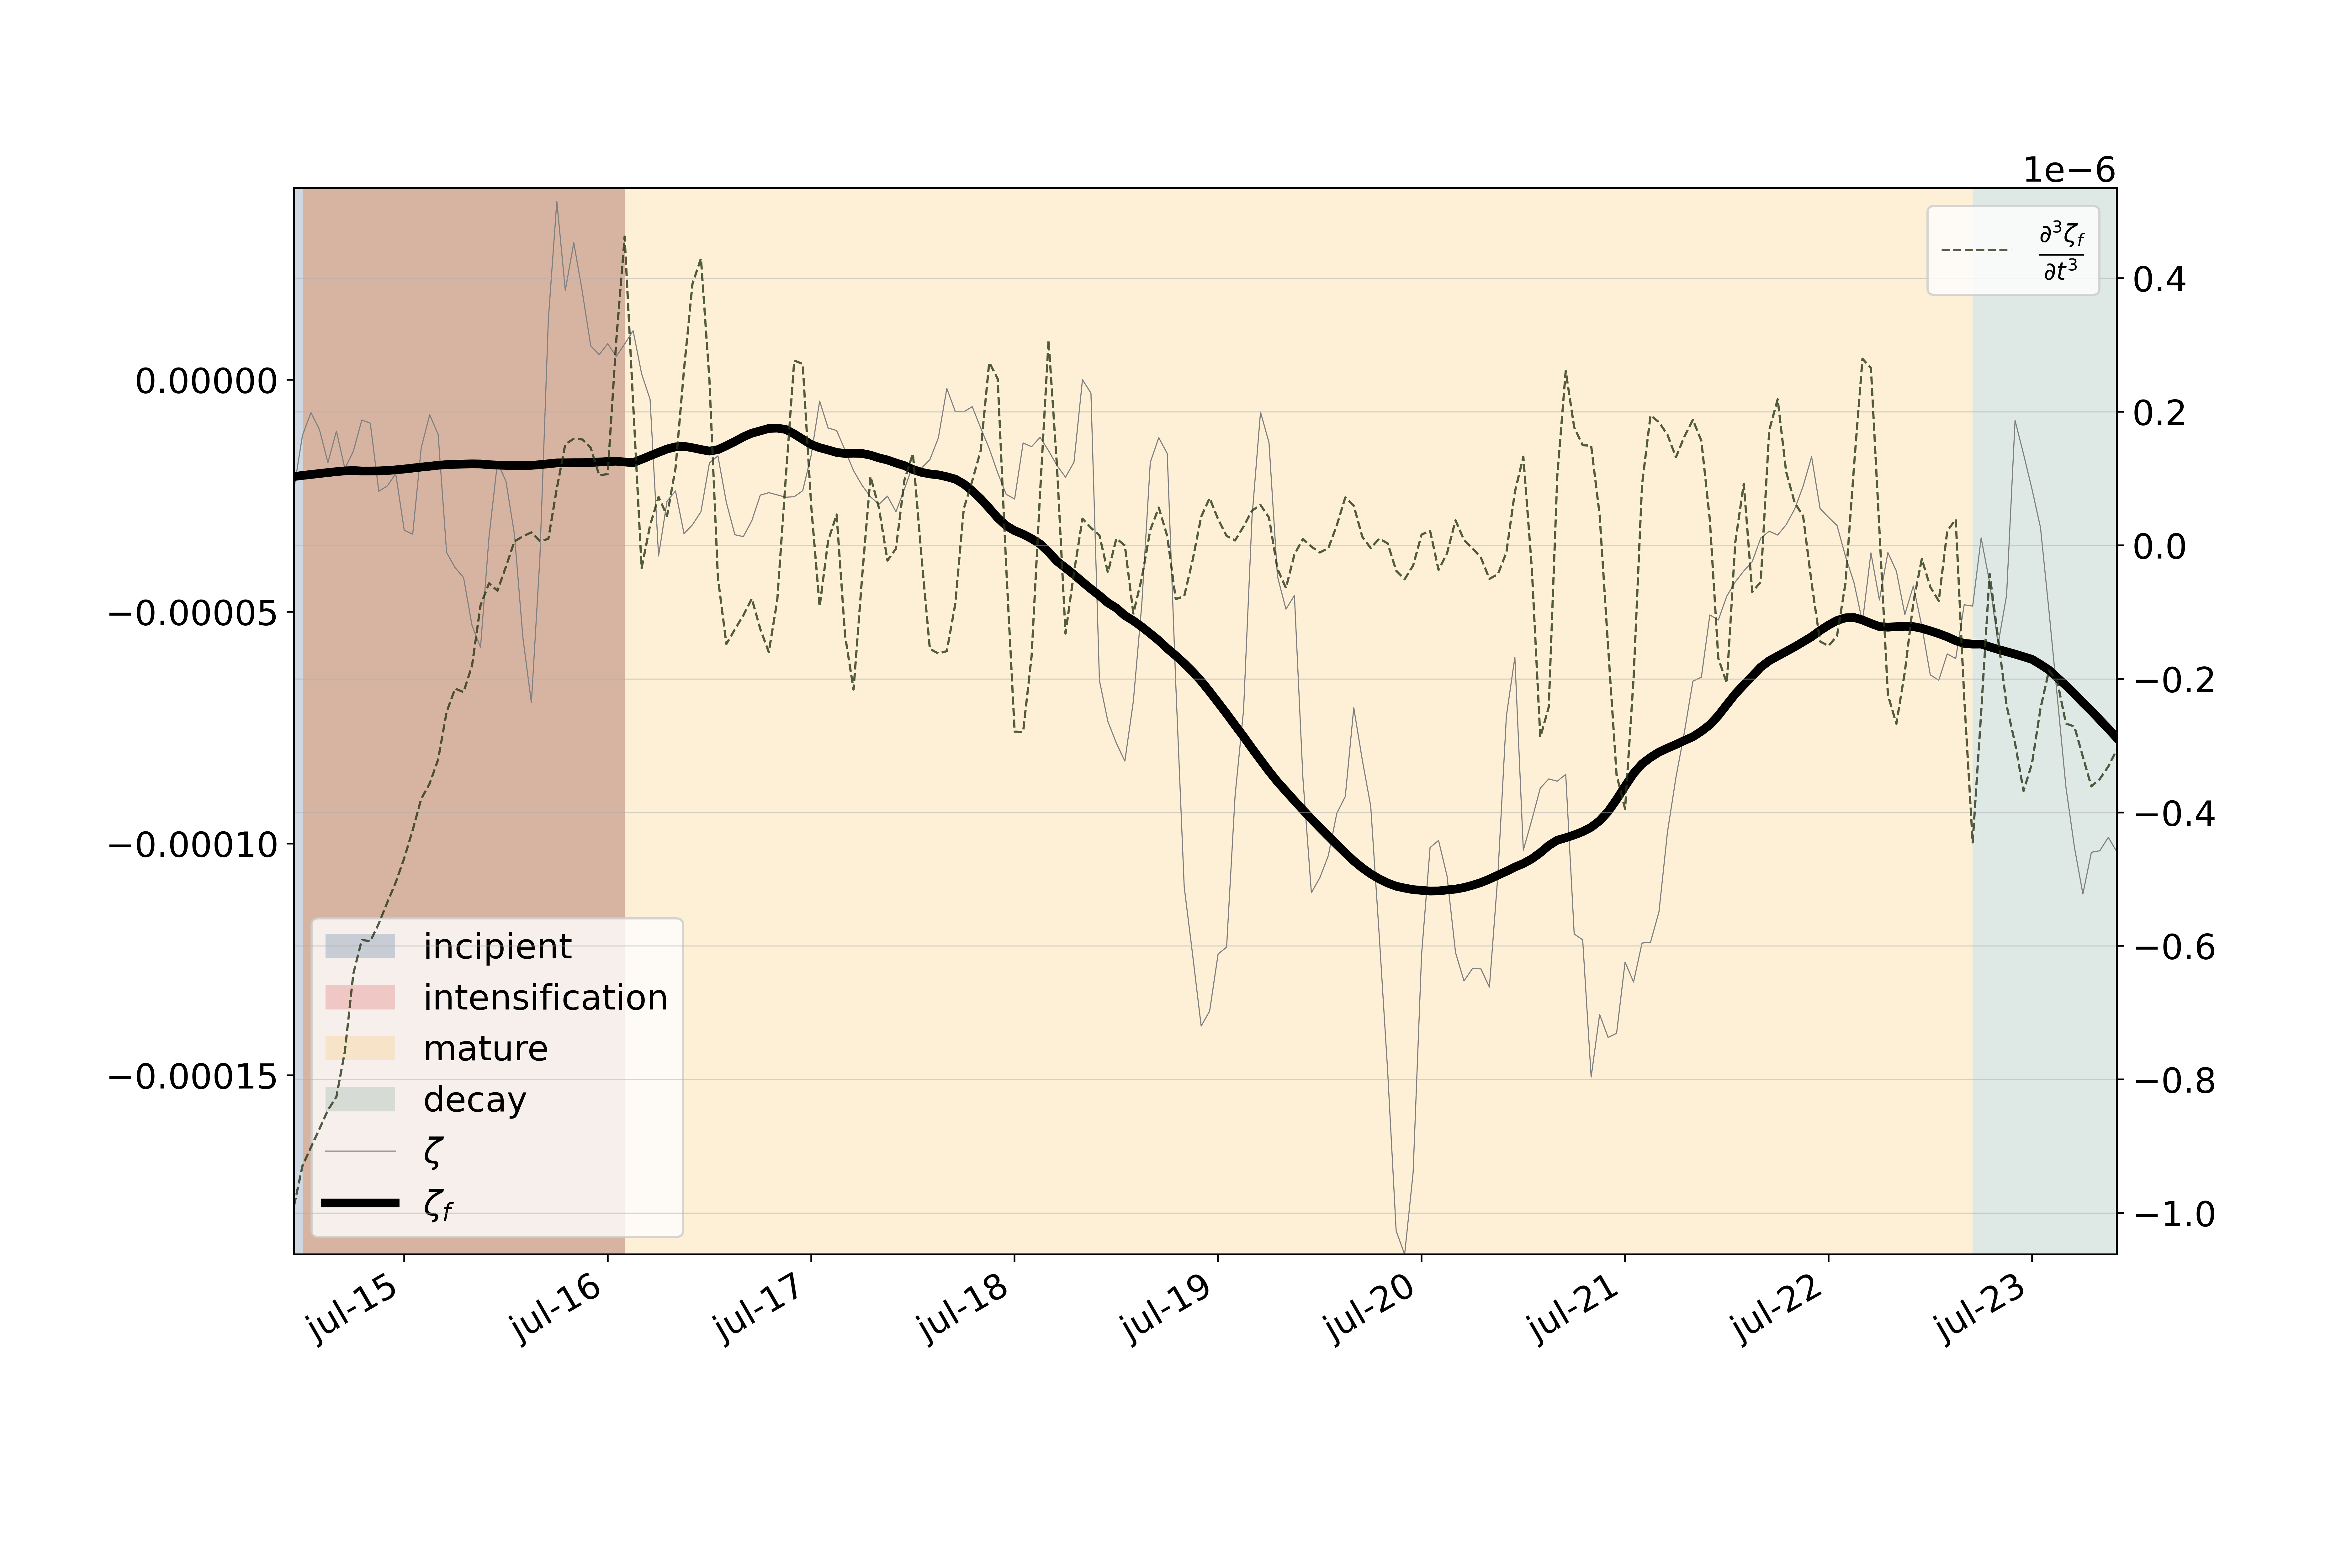 1e−6
∂³ζf
∂t³
0.00000
−0.00005
−0.00010
−0.00015
0.4
0.2
0.0
−0.2
−0.4
−0.6
−0.8
−1.0
incipient
intensification
mature
decay
ζ
ζf
jul-15
jul-16
jul-17
jul-18
jul-19
jul-20
jul-21
jul-22
jul-23